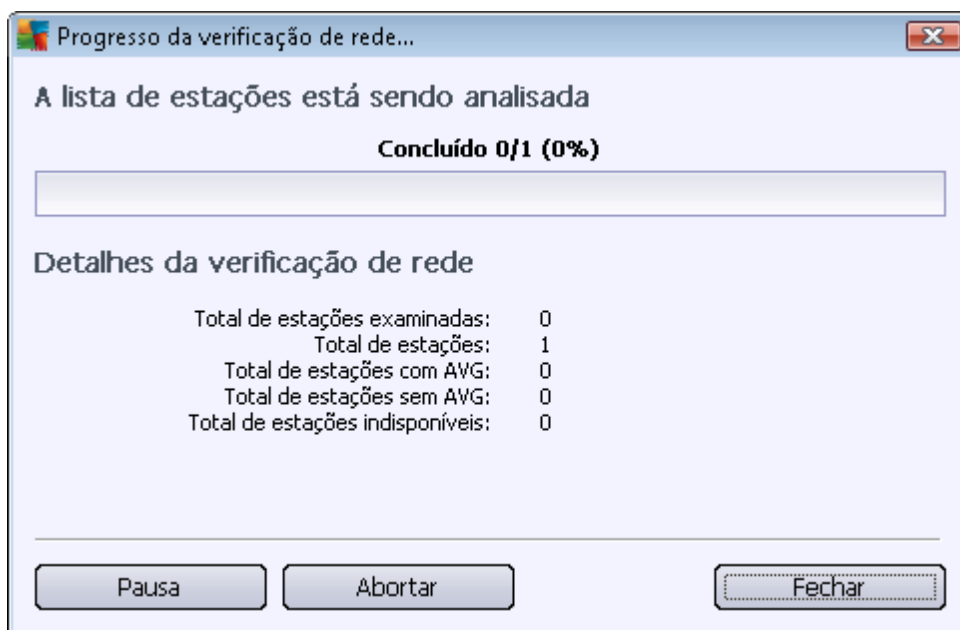 Progresso da verificação de rede...
A lista de estações está sendo analisada
Concluído 0/1 (0%)
Detalhes da verificação de rede
Total de estações examinadas: 0
Total de estações: 1
Total de estações com AVG: 0
Total de estações sem AVG: 0
Total de estações indisponíveis: 0
Pausa Abortar Fechar